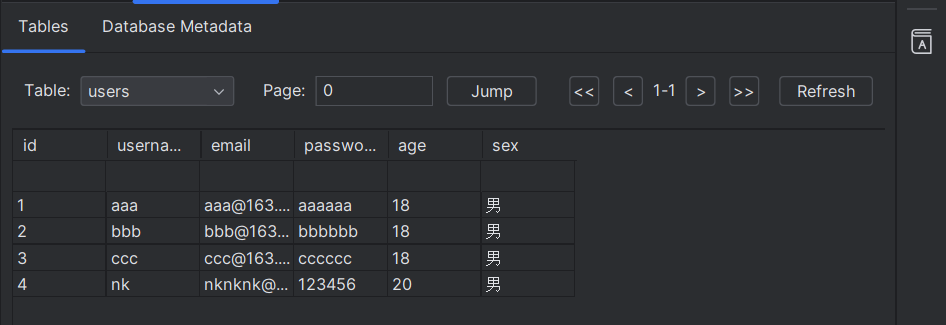 Tables Database Metadata
Table: users Page: 0 Jump << < 1-1 > >> Refresh
id userna... email passwo... age sex
1 aaa aaa@163.... aaaaaa 18 男
2 bbb bbb@163... bbbbbb 18 男
3 ccc ccc@163.... cccccc 18 男
4 nk nknknk@... 123456 20 男
A